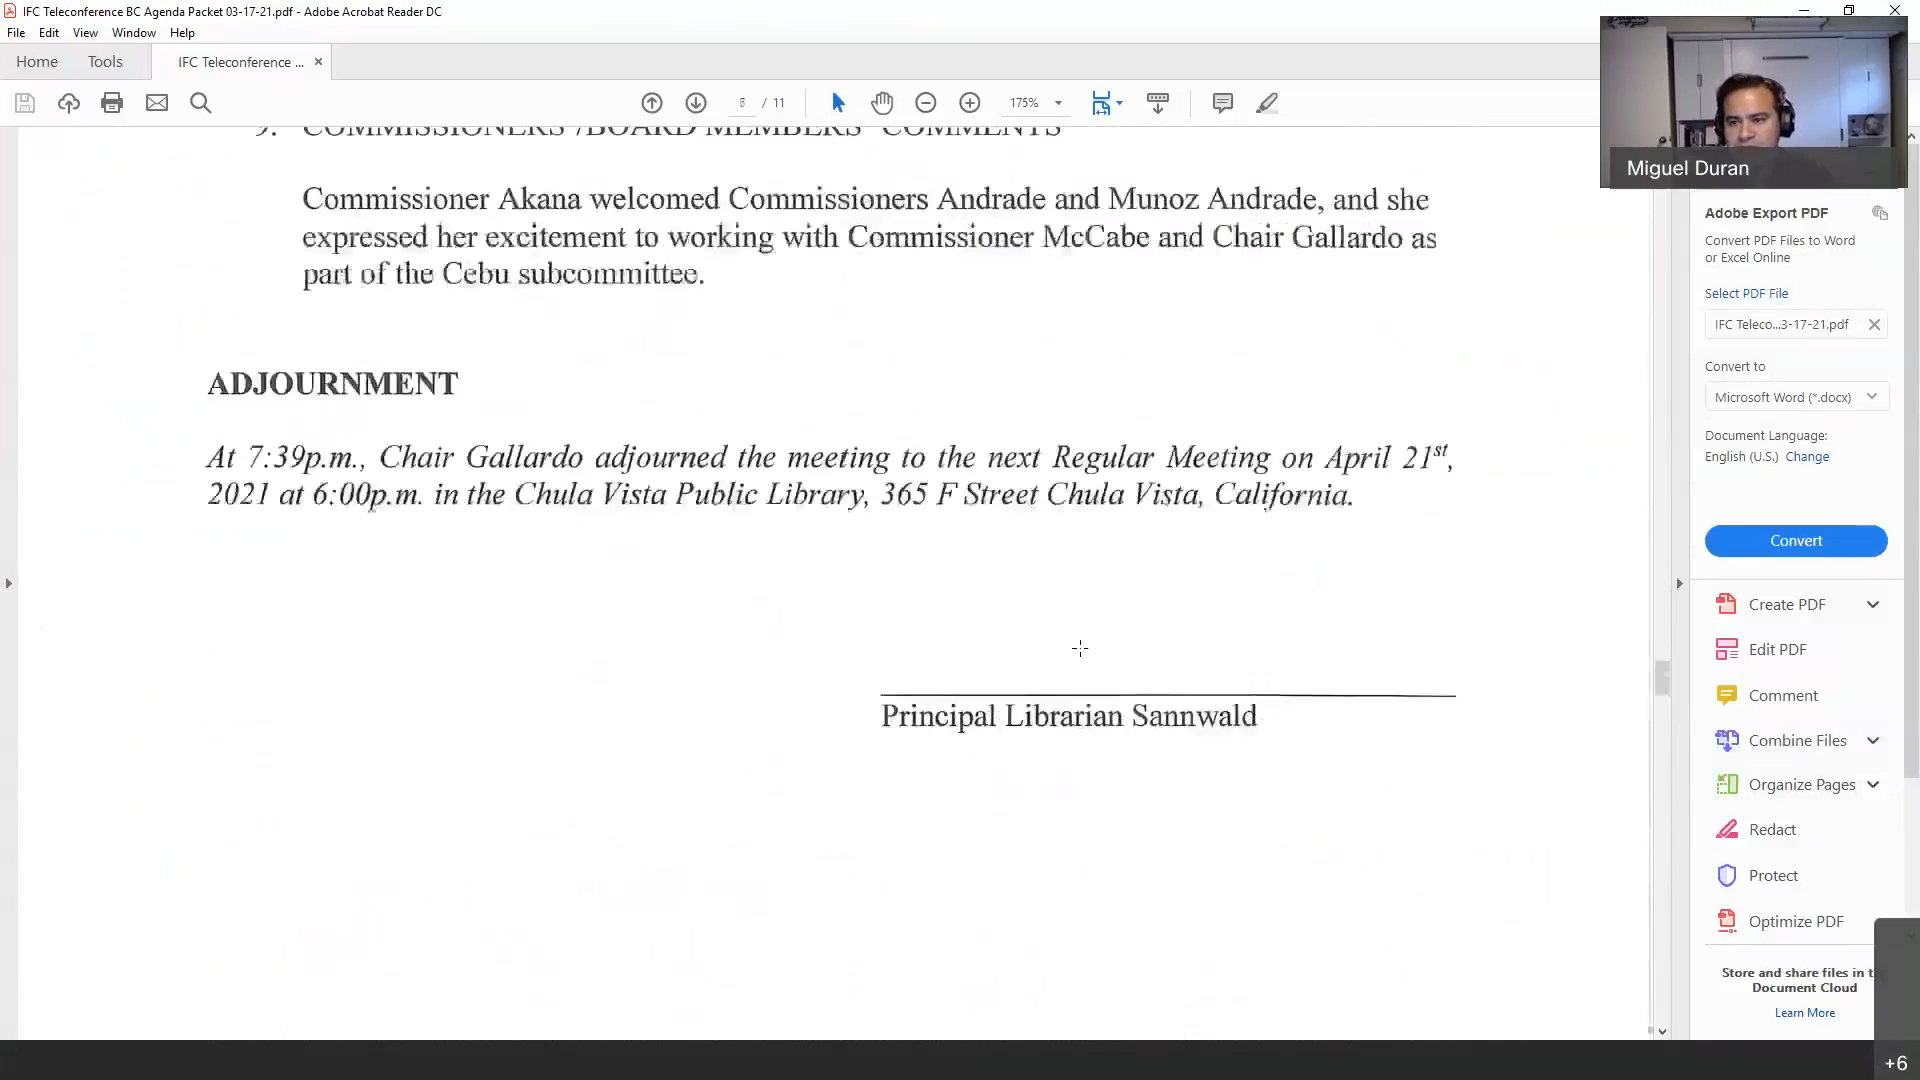 IFC Teleconference BC Agenda Packet 03-17-21.pdf - Adobe Acrobat Reader DC
File Edit View Window Help
Home Tools IFC Teleconference ... ×
/ 11 175%
9. COMMISSIONERS'/BOARD MEMBERS' COMMENTS
Commissioner Akana welcomed Commissioners Andrade and Munoz Andrade, and she
expressed her excitement to working with Commissioner McCabe and Chair Gallardo as
part of the Cebu subcommittee.
ADJOURNMENT
At 7:39p.m., Chair Gallardo adjourned the meeting to the next Regular Meeting on April 21st,
2021 at 6:00p.m. in the Chula Vista Public Library, 365 F Street Chula Vista, California.
Principal Librarian Sannwald
Miguel Duran
Adobe Export PDF
Convert PDF Files to Word
or Excel Online
Select PDF File
IFC Teleco...3-17-21.pdf
Convert to
Microsoft Word (*.docx)
Document Language:
English (U.S.) Change
Convert
Create PDF
Edit PDF
Comment
Combine Files
Organize Pages
Redact
Protect
Optimize PDF
Store and share files in
Document Cloud
Learn More
+6